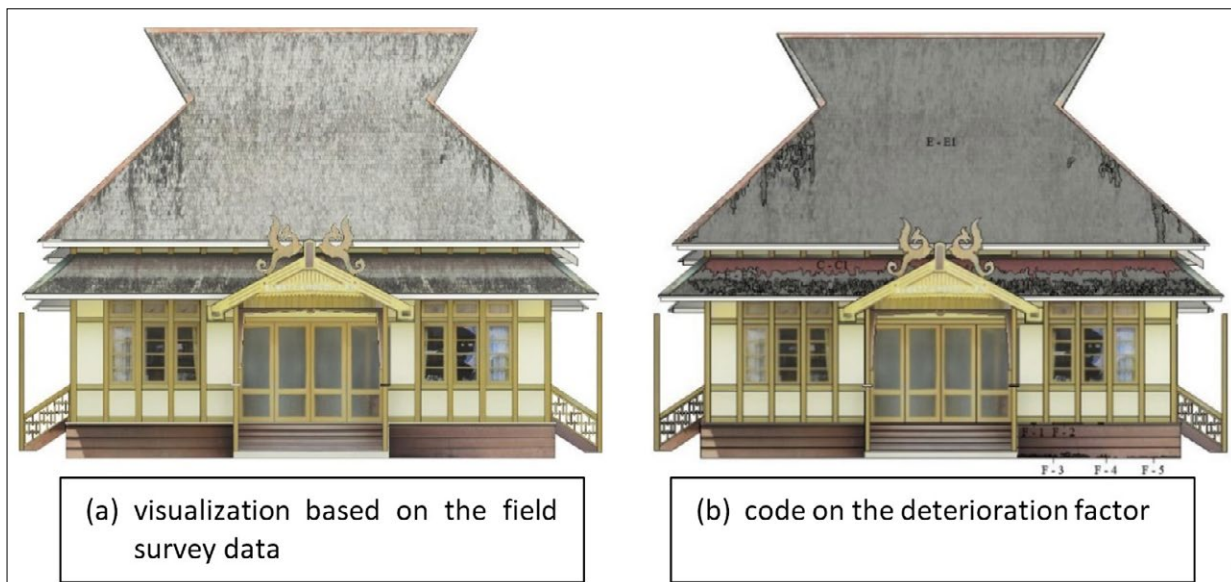 E - E1
C - C1
F - 1 F - 2
F - 3 F - 4 F - 5
(a) visualization based on the field
survey data
(b) code on the deterioration factor